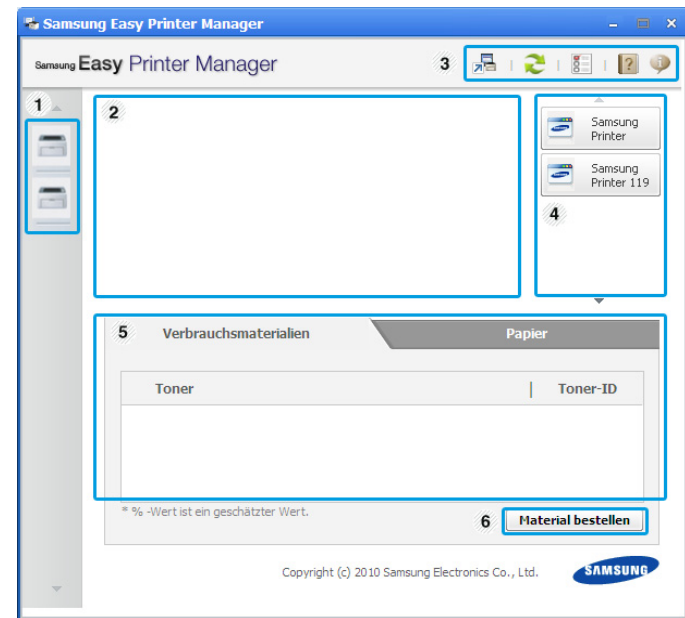 Samsung Easy Printer Manager
Samsung Easy Printer Manager
3
1
2
Samsung
Printer
Samsung
Printer 119
4
5 Verbrauchsmaterialien Papier
Toner Toner-ID
* % -Wert ist ein geschätzter Wert.
6 Material bestellen
Copyright (c) 2010 Samsung Electronics Co., Ltd. SAMSUNG